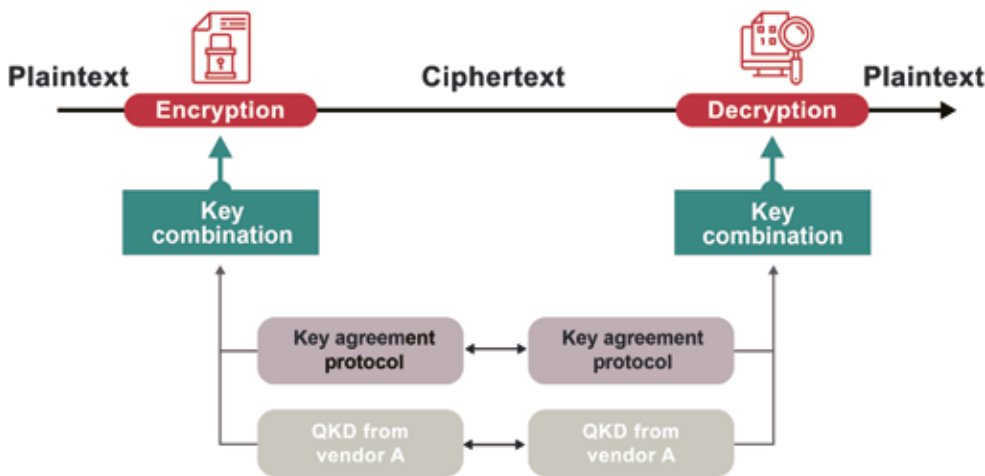 Plaintext
Ciphertext
Plaintext
Encryption
Decryption
Key
combination
Key
combination
Key agreement
protocol
Key agreement
protocol
QKD from
vendor A
QKD from
vendor A